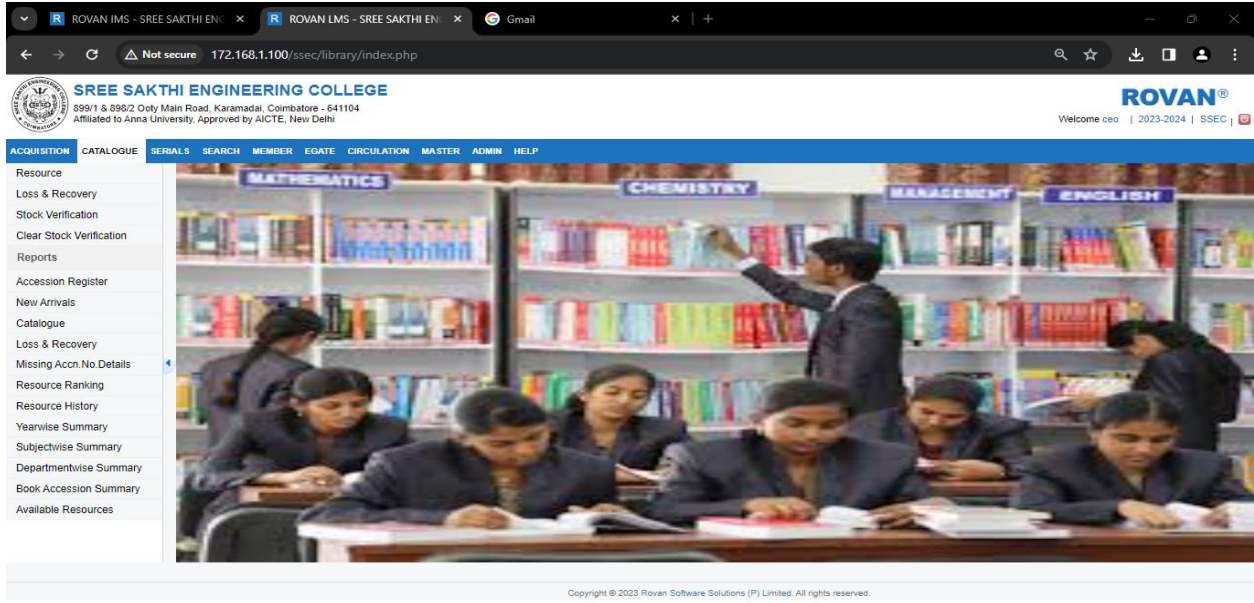 R ROVAN IMS - SREE SAKTHI ENG
R ROVAN LMS - SREE SAKTHI EN
G Gmail
Not secure 172.168.1.100/ssec/library/index.php
SREE SAKTHI ENGINEERING COLLEGE
899/1 & 898/2 Ooty Main Road, Karamadai, Coimbatore - 641104
Affiliated to Anna University, Approved by AICTE, New Delhi
ROVAN®
Welcome ceo | 2023-2024 | SSEC |
ACQUISITION CATALOGUE SERIALS SEARCH MEMBER EGATE CIRCULATION MASTER ADMIN HELP
Resource
Loss & Recovery
Stock Verification
Clear Stock Verification
Reports
Accession Register
New Arrivals
Catalogue
Loss & Recovery
Missing Accn.No.Details
Resource Ranking
Resource History
Yearwise Summary
Subjectwise Summary
Departmentwise Summary
Book Accession Summary
Available Resources
MATHEMATICS
CHEMISTRY
MANAGEMENT
ENGLISH
Copyright © 2023 Rovan Software Solutions (P) Limited. All rights reserved.